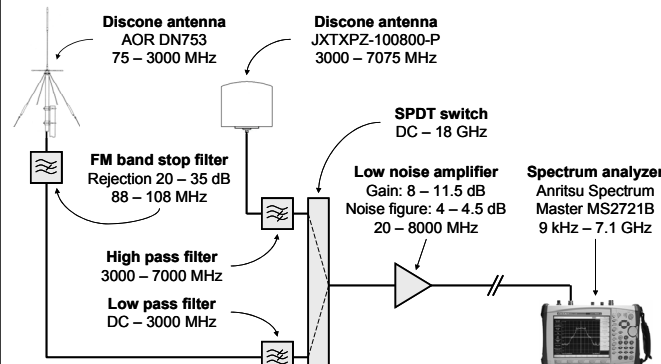 Discone antenna
AOR DN753
75 – 3000 MHz
Discone antenna
JXTXPZ-100800-P
3000 – 7075 MHz
SPDT switch
DC – 18 GHz
FM band stop filter
Rejection 20 – 35 dB
88 – 108 MHz
Low noise amplifier
Gain: 8 – 11.5 dB
Noise figure: 4 – 4.5 dB
20 – 8000 MHz
Spectrum analyzer
Anritsu Spectrum
Master MS2721B
9 kHz – 7.1 GHz
High pass filter
3000 – 7000 MHz
Low pass filter
DC – 3000 MHz